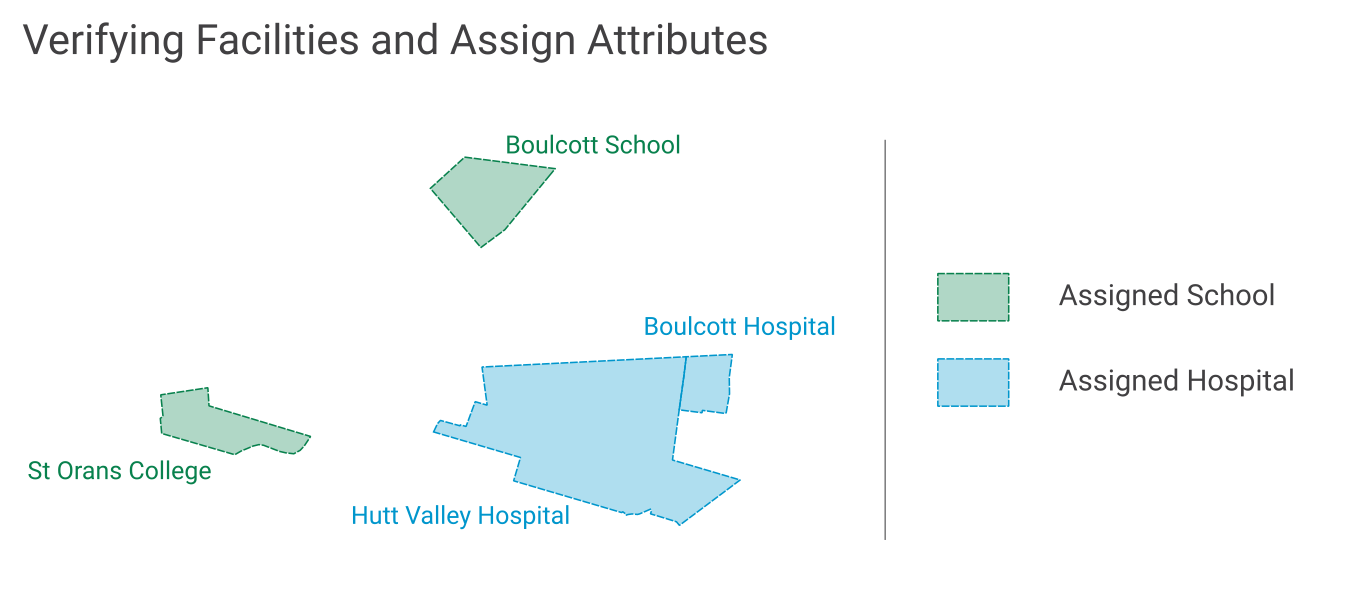 Verifying Facilities and Assign Attributes
Boulcott School
Assigned School
Boulcott Hospital
Assigned Hospital
St Orans College
Hutt Valley Hospital